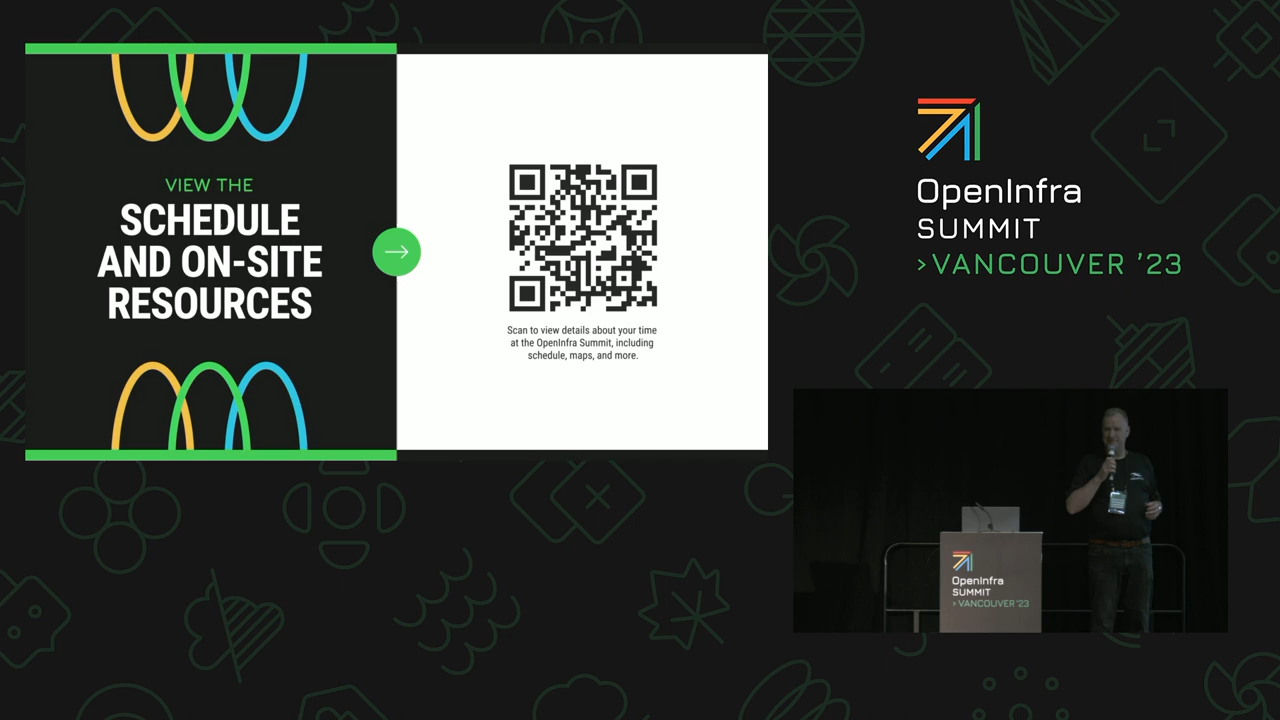 VIEW THE
SCHEDULE
AND ON-SITE
RESOURCES
Scan to view details about your time
at the OpenInfra Summit, including
schedule, maps, and more.
OpenInfra
SUMMIT
>VANCOUVER '23
OpenInfra
SUMMIT
>VANCOUVER '23